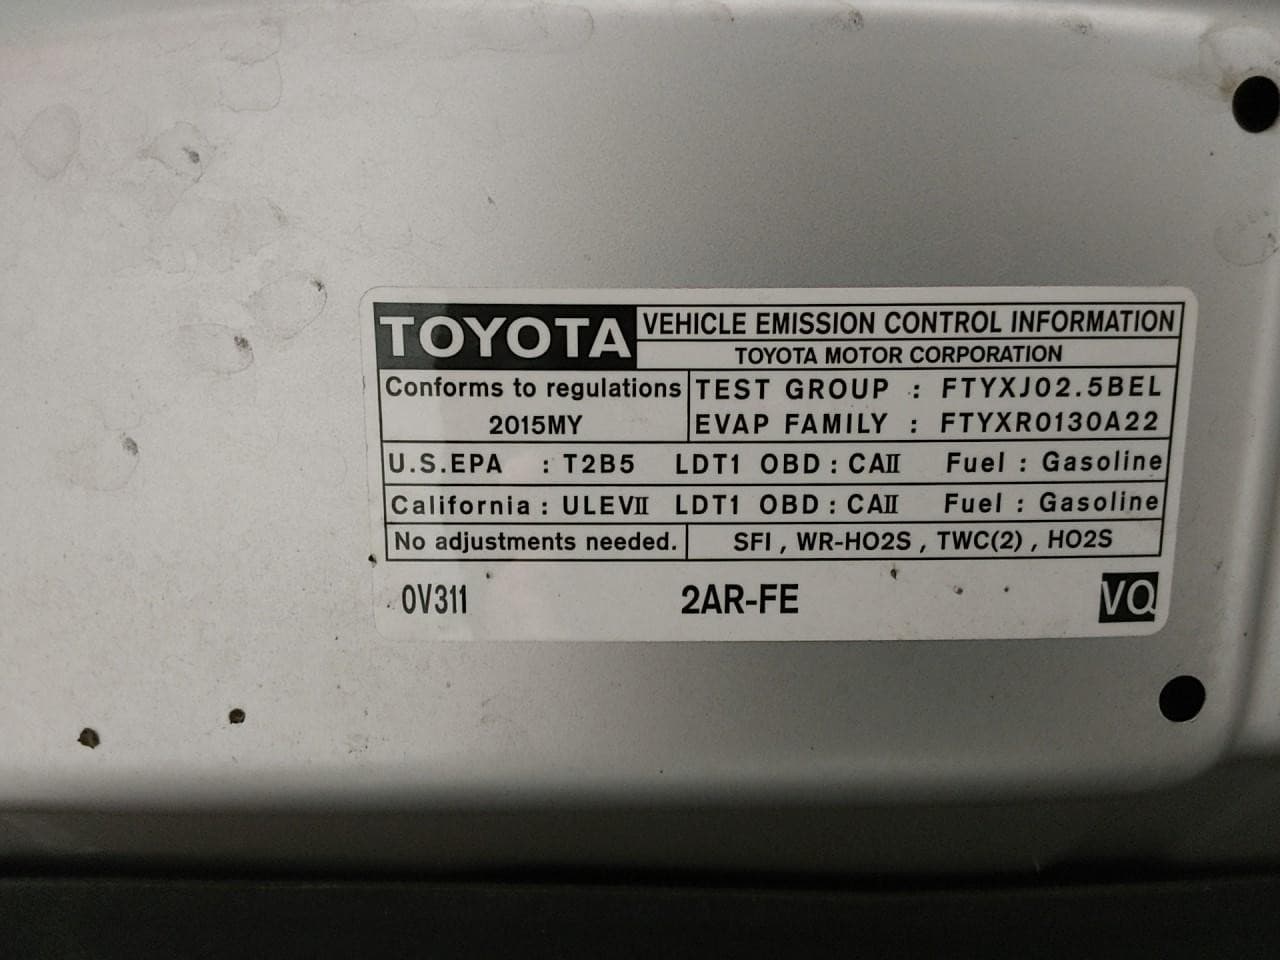 TOYOTA VEHICLE EMISSION CONTROL INFORMATION
TOYOTA MOTOR CORPORATION
Conforms to regulations TEST GROUP : FTYXJ02.5BEL
2015MY EVAP FAMILY : FTYXR0130A22
U.S.EPA : T2B5 LDT1 OBD : CAII Fuel : Gasoline
California : ULEVII LDT1 OBD : CAII Fuel : Gasoline
No adjustments needed. SFI , WR-HO2S , TWC(2) , HO2S
0V311 2AR-FE VQ